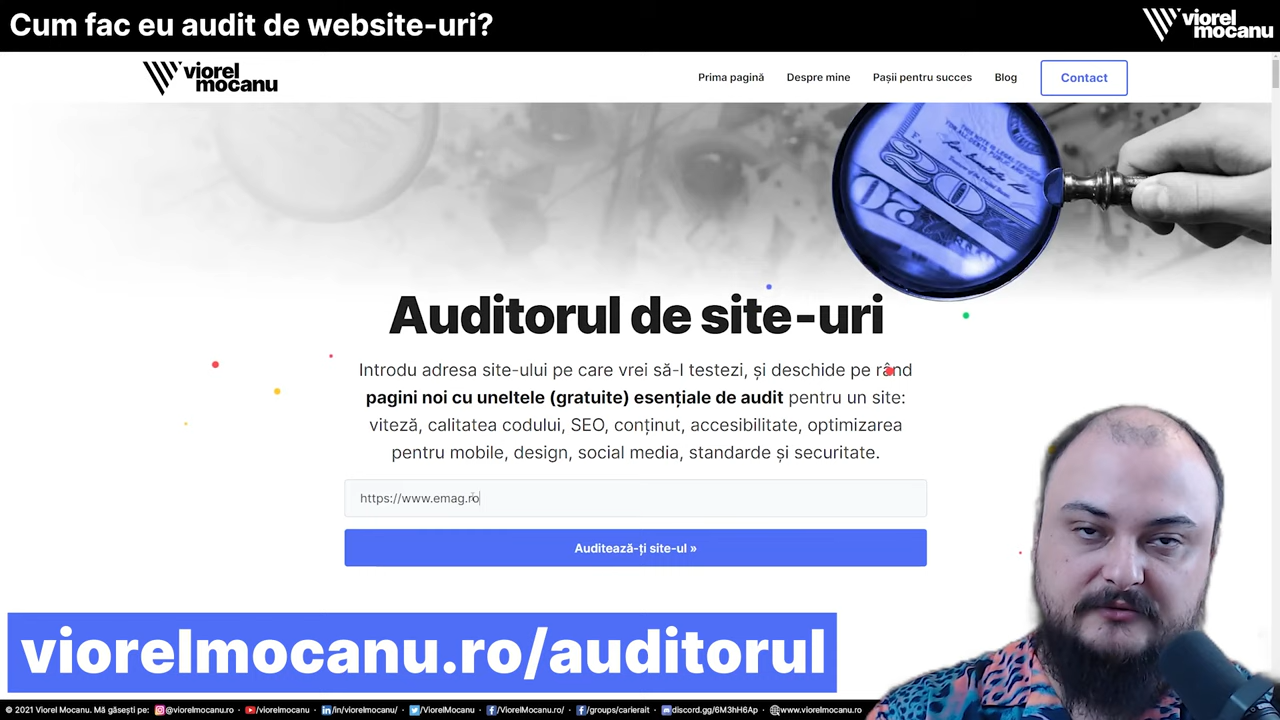 Cum fac eu audit de website-uri?
viorel
mocanu
viorel
mocanu
Prima pagină
Despre mine
Pașii pentru succes
Blog
Contact
20
20
Auditorul de site-uri
Introdu adresa site-ului pe care vrei să-l testezi, și deschide pe rând
pagini noi cu uneltele (gratuite) esențiale de audit pentru un site:
viteză, calitatea codului, SEO, conținut, accesibilitate, optimizarea
pentru mobile, design, social media, standarde și securitate.
https://www.emag.ro
Auditează-ți site-ul »
viorelmocanu.ro/auditorul
© 2021 Viorel Mocanu. Mă găsești pe: @viorelmocanu.ro /viorelmocanu /in/viorelmocanu/ /ViorelMocanu /ViorelMocanu.ro/ /groups/carierait discord.gg/6M3hH6Ap www.viorelmocanu.ro